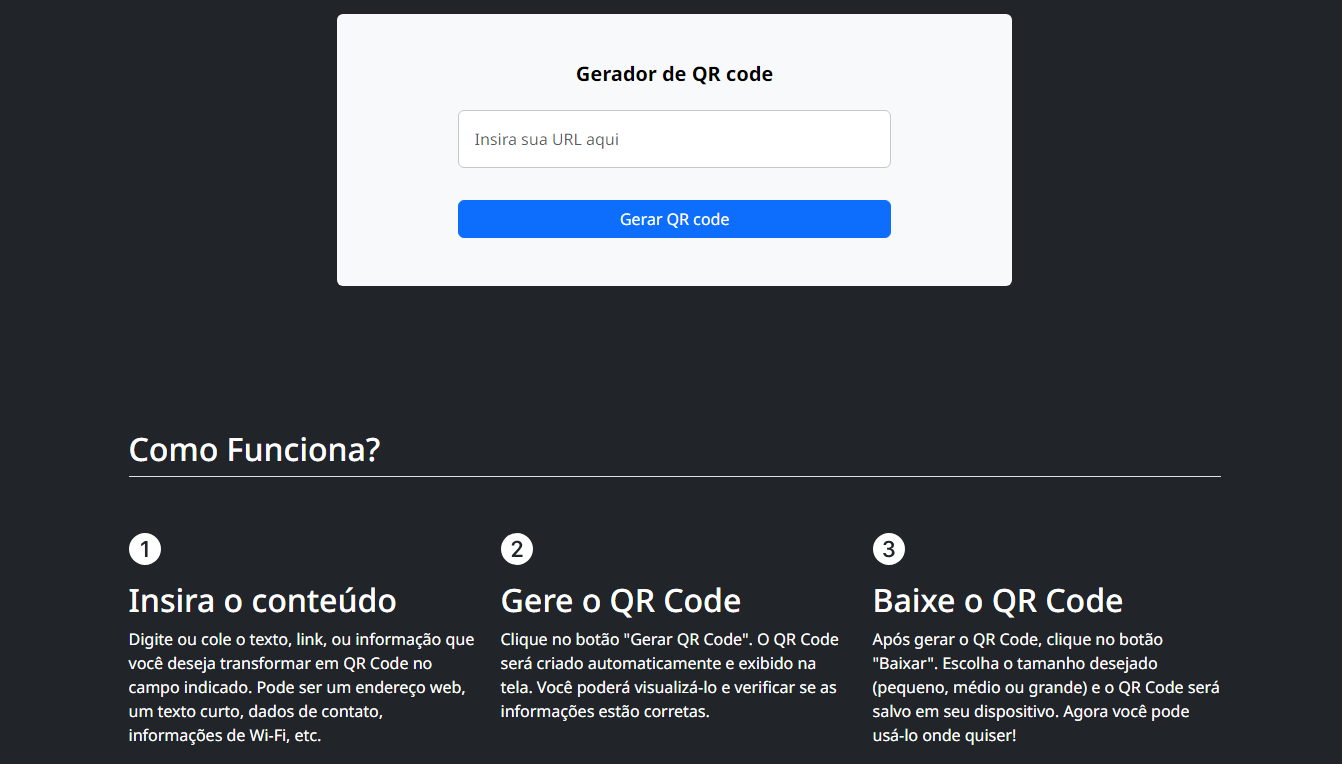 Gerador de QR code
Insira sua URL aqui
Gerar QR code
Como Funciona?
1
Insira o conteúdo
Digite ou cole o texto, link, ou informação que
você deseja transformar em QR Code no
campo indicado. Pode ser um endereço web,
um texto curto, dados de contato,
informações de Wi-Fi, etc.
2
Gere o QR Code
Clique no botão "Gerar QR Code". O QR Code
será criado automaticamente e exibido na
tela. Você poderá visualizá-lo e verificar se as
informações estão corretas.
3
Baixe o QR Code
Após gerar o QR Code, clique no botão
"Baixar". Escolha o tamanho desejado
(pequeno, médio ou grande) e o QR Code será
salvo em seu dispositivo. Agora você pode
usá-lo onde quiser!